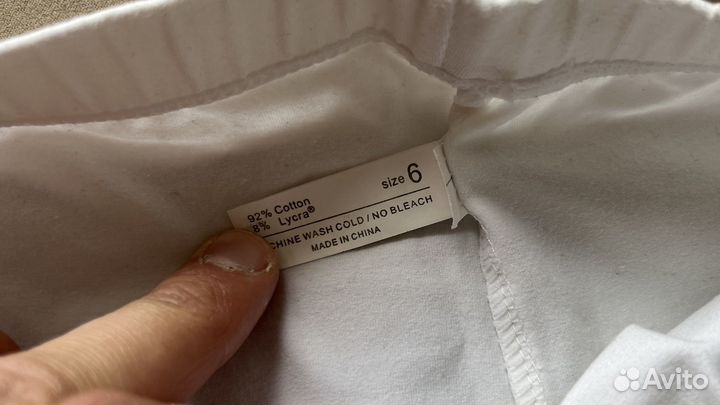 92% Cotton
8% Lycra®
size 6
CHINE WASH COLD / NO BLEACH
MADE IN CHINA
Avito